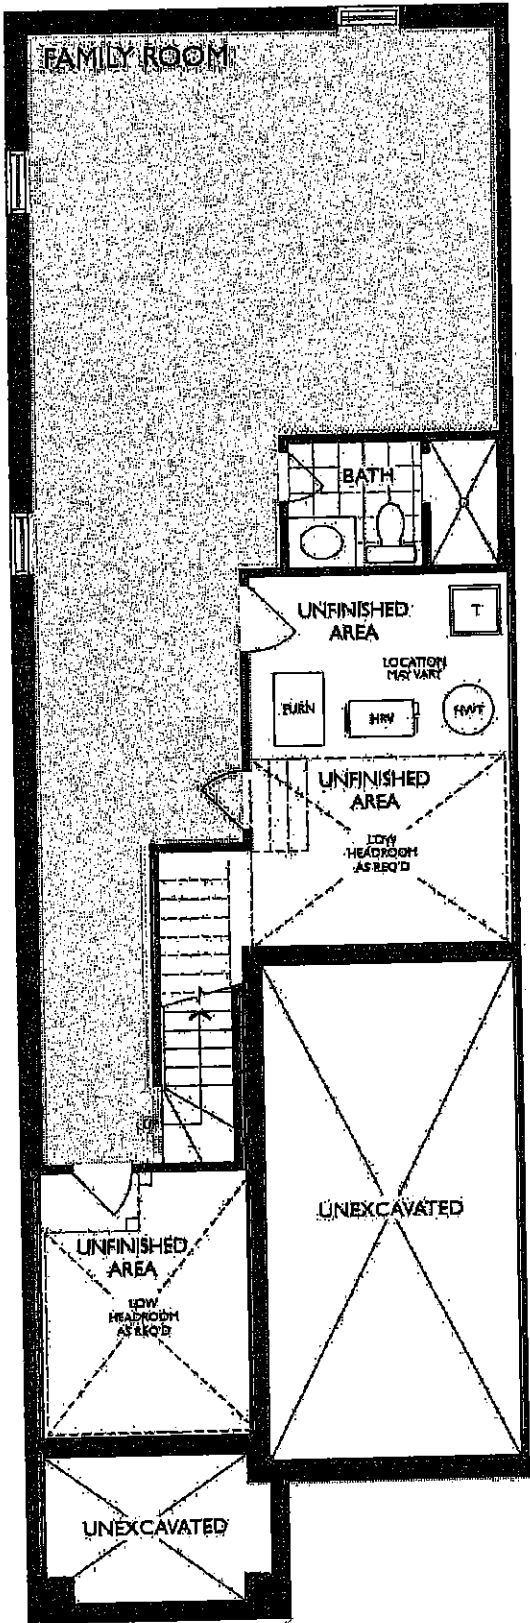 FAMILY ROOM
BATH
UNFINISHED
AREA
T
LOCATION
MAY VARY
FURN
HRV
HWT
UNFINISHED
AREA
LOW
HEADROOM
AS REQ'D
UNEXCAVATED
UNFINISHED
AREA
LOW
HEADROOM
AS REQ'D
UNEXCAVATED